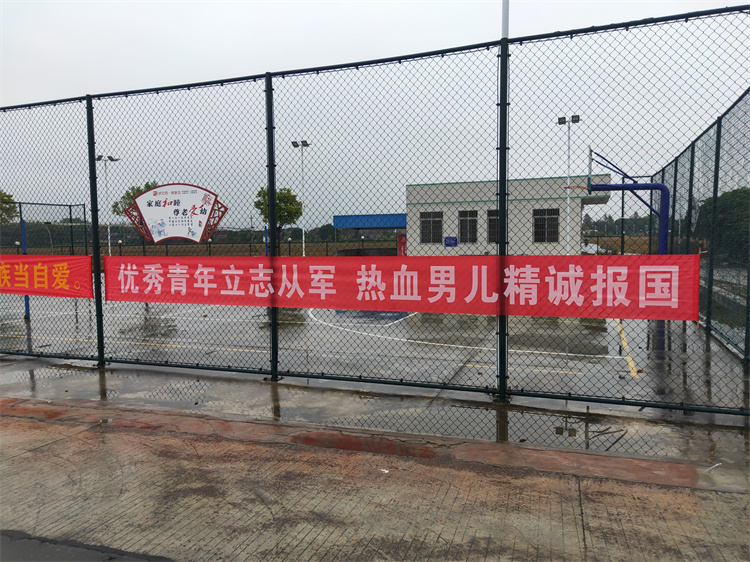 家庭和睦
尊老爱幼
族当自爱。
优秀青年立志从军 热血男儿精诚报国